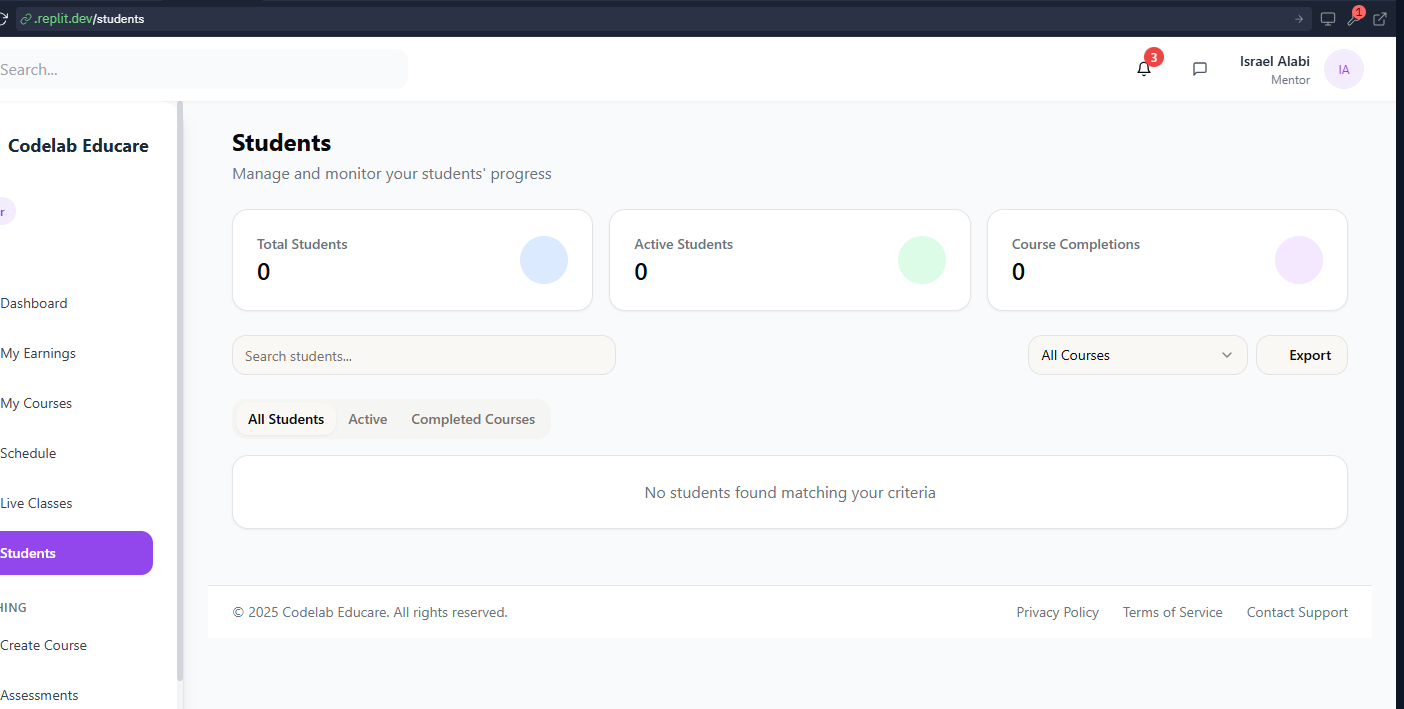 .replit.dev/students
1
Search...
3
Israel Alabi
Mentor
IA
Codelab Educare
r
Dashboard
My Earnings
My Courses
Schedule
Live Classes
Students
HING
Create Course
Assessments
Students
Manage and monitor your students' progress
Total Students
0
Active Students
0
Course Completions
0
Search students...
All Courses
Export
All Students Active Completed Courses
No students found matching your criteria
© 2025 Codelab Educare. All rights reserved.
Privacy Policy Terms of Service Contact Support